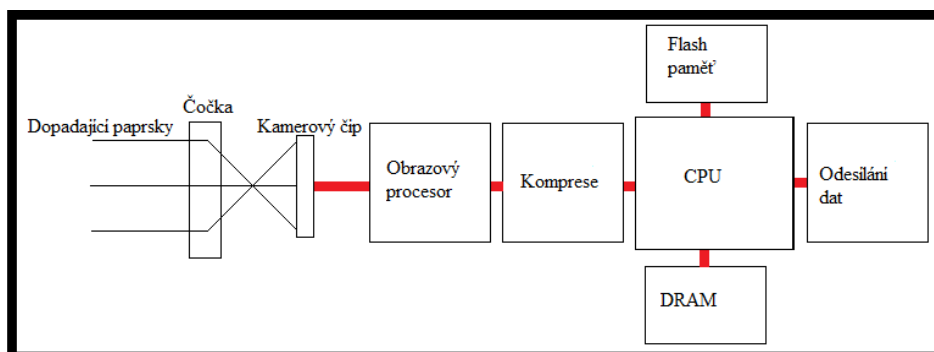 Dopadající paprsky
Čočka
Kamerový čip
Obrazový
procesor
Komprese
Flash
paměť
CPU
DRAM
Odesílání
dat